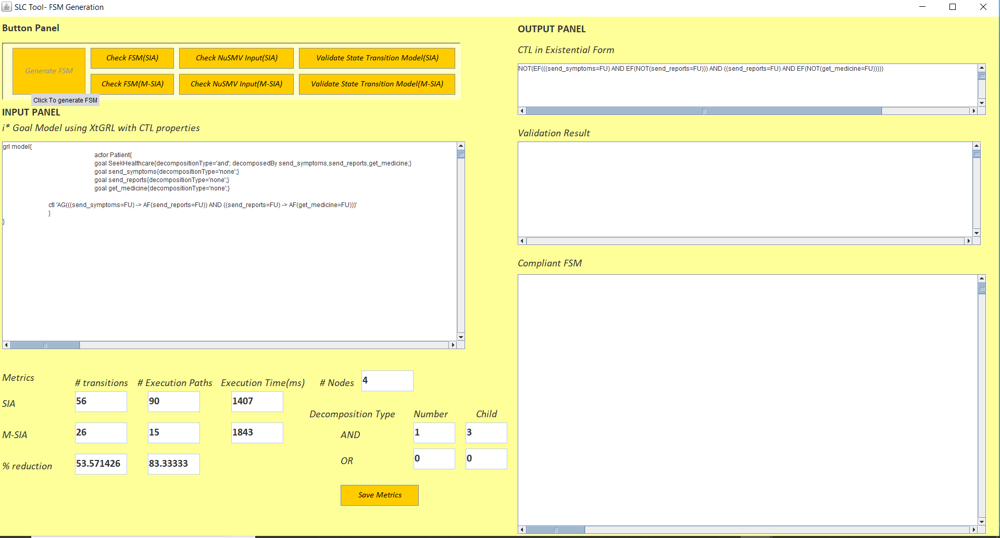 SLC Tool- FSM Generation
Button Panel
Generate FSM
Check FSM(SIA)
Check NuSMV Input(SIA)
Validate State Transition Model(SIA)
Check FSM(M-SIA)
Check NuSMV Input(M-SIA)
Validate State Transition Model(M-SIA)
Click To generate FSM
INPUT PANEL
i* Goal Model using XtGRL with CTL properties
grl model{
actor Patient{
goal SeekHealthcare{decompositionType='and'; decomposedBy send_symptoms,send_reports,get_medicine;}
goal send_symptoms{decompositionType='none';}
goal send_reports{decompositionType='none';}
goal get_medicine{decompositionType='none';}
ctl 'AG(((send_symptoms=FU) -> AF(send_reports=FU)) AND ((send_reports=FU) -> AF(get_medicine=FU)))'
}
}
Metrics
# transitions
# Execution Paths
Execution Time(ms)
# Nodes
4
SIA
56
90
1407
M-SIA
26
15
1843
% reduction
53.571426
83.33333
Decomposition Type
Number
Child
AND
1
3
OR
0
0
Save Metrics
OUTPUT PANEL
CTL in Existential Form
NOT(EF(((send_symptoms=FU) AND EF(NOT(send_reports=FU))) AND ((send_reports=FU) AND EF(NOT(get_medicine=FU)))))
Validation Result
Compliant FSM